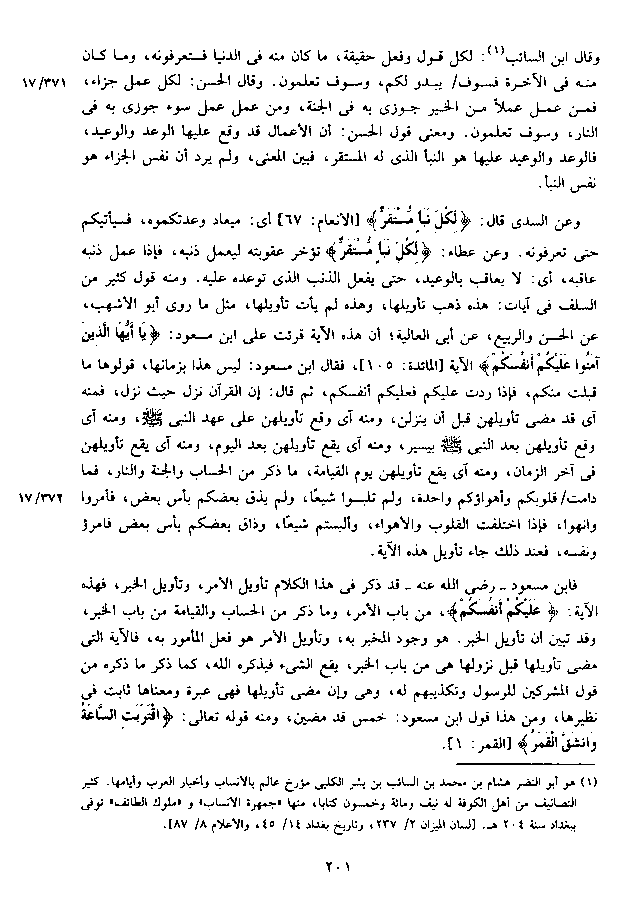 وقال ابن السائب(١): لكل قول وفعل حقيقة، ما كان منه فى الدنيا فستعرفونه، وما كان
١٧/٣٧١ منه فى الآخرة فسوف/ يبدو لكم، وسوف تعلمون. وقال الحسن: لكل عمل جزاء،
فمن عمل عملاً من الخير جوزى به فى الجنة، ومن عمل عمل سوء جوزى به فى
النار، وسوف تعلمون. ومعنى قول الحسن: أن الأعمال قد وقع عليها الوعد والوعيد،
فالوعد والوعيد عليها هو النبأ الذى له المستقر، فبين المعنى، ولم يرد أن نفس الجزاء هو
نفس النبأ.
وعن السدى قال: ﴿ لِكُلِّ نَبَأٍ مُّسْتَقَرٌّ ﴾ [الأنعام: ٦٧] أى: ميعاد وعدتكموه، فسيأتيكم
حتى تعرفونه. وعن عطاء: ﴿ لِكُلِّ نَبَأٍ مُّسْتَقَرٌّ ﴾ تؤخر عقوبته ليعمل ذنبه، فإذا عمل ذنبه
عاقبه، أى: لا يعاقب بالوعيد، حتى يفعل الذنب الذى توعده عليه. ومنه قول كثير من
السلف فى آيات: هذه ذهب تأويلها، وهذه لم يأت تأويلها، مثل ما روى أبو الأشهب،
عن الحسن والربيع، عن أبى العالية؛ أن هذه الآية قرئت على ابن مسعود: ﴿ يَا أَيُّهَا الَّذِينَ
آمَنُوا عَلَيْكُمْ أَنفُسَكُمْ ﴾ الآية [المائدة: ١٠٥]، فقال ابن مسعود: ليس هذا بزمانها، قولوها ما
قبلت منكم، فإذا ردت عليكم فعليكم أنفسكم، ثم قال: إن القرآن نزل حيث نزل، فمنه
آى قد مضى تأويلهن قبل أن ينزلن، ومنه آى وقع تأويلهن على عهد النبى ﷺ، ومنه آى
وقع تأويلهن بعد النبى ﷺ بيسير، ومنه آى يقع تأويلهن بعد اليوم، ومنه آى يقع تأويلهن
فى آخر الزمان، ومنه آى يقع تأويلهن يوم القيامة، ما ذكر من الحساب والجنة والنار، فما
١٧/٣٧٢ دامت/ قلوبكم وأهواؤكم واحدة، ولم تلبسوا شيعًا، ولم يذق بعضكم بأس بعض، فأمروا
وانهوا، فإذا اختلفت القلوب والأهواء، وألبستم شيعًا، وذاق بعضكم بأس بعض فامرؤ
ونفسه، فعند ذلك جاء تأويل هذه الآية.
فابن مسعود ـ رضى الله عنه ـ قد ذكر فى هذا الكلام تأويل الأمر، وتأويل الخبر، فهذه
الآية: ﴿ عَلَيْكُمْ أَنفُسَكُمْ ﴾، من باب الأمر، وما ذكر من الحساب والقيامة من باب الخبر،
وقد تبين أن تأويل الخبر. هو وجود المخبر به، وتأويل الأمر هو فعل المأمور به، فالآية التى
مضى تأويلها قبل نزولها هى من باب الخبر، يقع الشىء فيذكره الله، كما ذكر ما ذكره من
قول المشركين للرسول وتكذيبهم له، وهى وإن مضى تأويلها فهى عبرة ومعناها ثابت فى
نظيرها، ومن هذا قول ابن مسعود: خمس قد مضين، ومنه قوله تعالى: ﴿ اقْتَرَبَتِ السَّاعَةُ
وَانشَقَّ الْقَمَرُ ﴾ [القمر: ١].
(١) هو أبو النضر هشام بن محمد بن السائب بن بشر الكلبى مؤرخ عالم بالأنساب وأخبار العرب وأيامها. كثير
التصانيف من أهل الكوفة له نيف ومائة وخمسون كتابا، منها «جمهرة الأنساب» و «ملوك الطائف» توفى
ببغداد سنة ٢٠٤ هـ. [لسان الميزان ٢/ ٢٣٧، وتاريخ بغداد ١٤/ ٤٥، والأعلام ٨/ ٨٧].
٢٠١